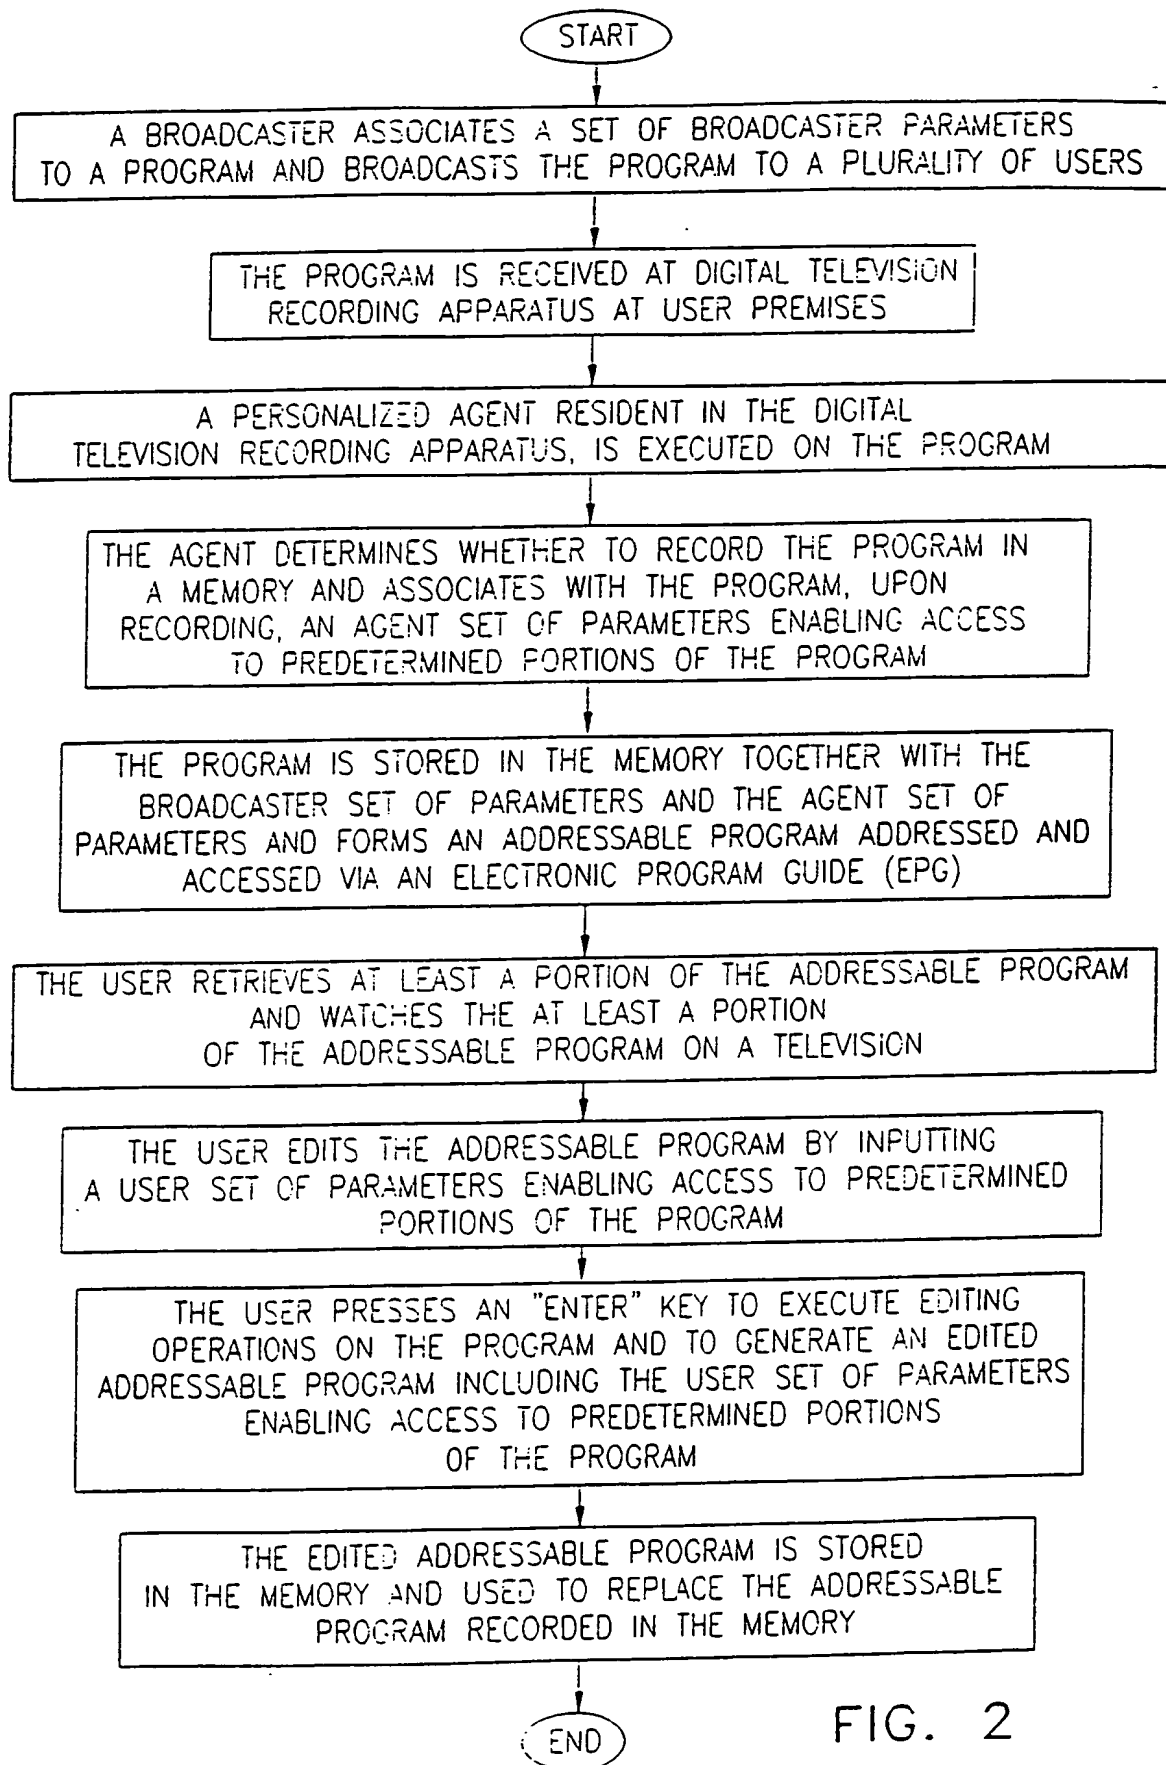 START
A BROADCASTER ASSOCIATES A SET OF BROADCASTER PARAMETERS
TO A PROGRAM AND BROADCASTS THE PROGRAM TO A PLURALITY OF USERS
THE PROGRAM IS RECEIVED AT DIGITAL TELEVISION
RECORDING APPARATUS AT USER PREMISES
A PERSONALIZED AGENT RESIDENT IN THE DIGITAL
TELEVISION RECORDING APPARATUS, IS EXECUTED ON THE PROGRAM
THE AGENT DETERMINES WHETHER TO RECORD THE PROGRAM IN
A MEMORY AND ASSOCIATES WITH THE PROGRAM, UPON
RECORDING, AN AGENT SET OF PARAMETERS ENABLING ACCESS
TO PREDETERMINED PORTIONS OF THE PROGRAM
THE PROGRAM IS STORED IN THE MEMORY TOGETHER WITH THE
BROADCASTER SET OF PARAMETERS AND THE AGENT SET OF
PARAMETERS AND FORMS AN ADDRESSABLE PROGRAM ADDRESSED AND
ACCESSED VIA AN ELECTRONIC PROGRAM GUIDE (EPG)
THE USER RETRIEVES AT LEAST A PORTION OF THE ADDRESSABLE PROGRAM
AND WATCHES THE AT LEAST A PORTION
OF THE ADDRESSABLE PROGRAM ON A TELEVISION
THE USER EDITS THE ADDRESSABLE PROGRAM BY INPUTTING
A USER SET OF PARAMETERS ENABLING ACCESS TO PREDETERMINED
PORTIONS OF THE PROGRAM
THE USER PRESSES AN "ENTER" KEY TO EXECUTE EDITING
OPERATIONS ON THE PROGRAM AND TO GENERATE AN EDITED
ADDRESSABLE PROGRAM INCLUDING THE USER SET OF PARAMETERS
ENABLING ACCESS TO PREDETERMINED PORTIONS
OF THE PROGRAM
THE EDITED ADDRESSABLE PROGRAM IS STORED
IN THE MEMORY AND USED TO REPLACE THE ADDRESSABLE
PROGRAM RECORDED IN THE MEMORY
END
FIG. 2